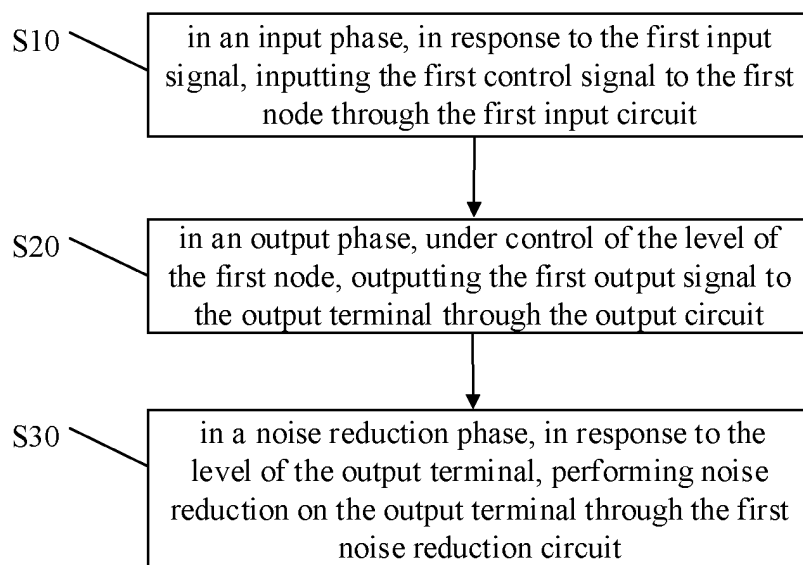 S10
in an input phase, in response to the first input
signal, inputting the first control signal to the first
node through the first input circuit
S20
in an output phase, under control of the level of
the first node, outputting the first output signal to
the output terminal through the output circuit
S30
in a noise reduction phase, in response to the
level of the output terminal, performing noise
reduction on the output terminal through the first
noise reduction circuit